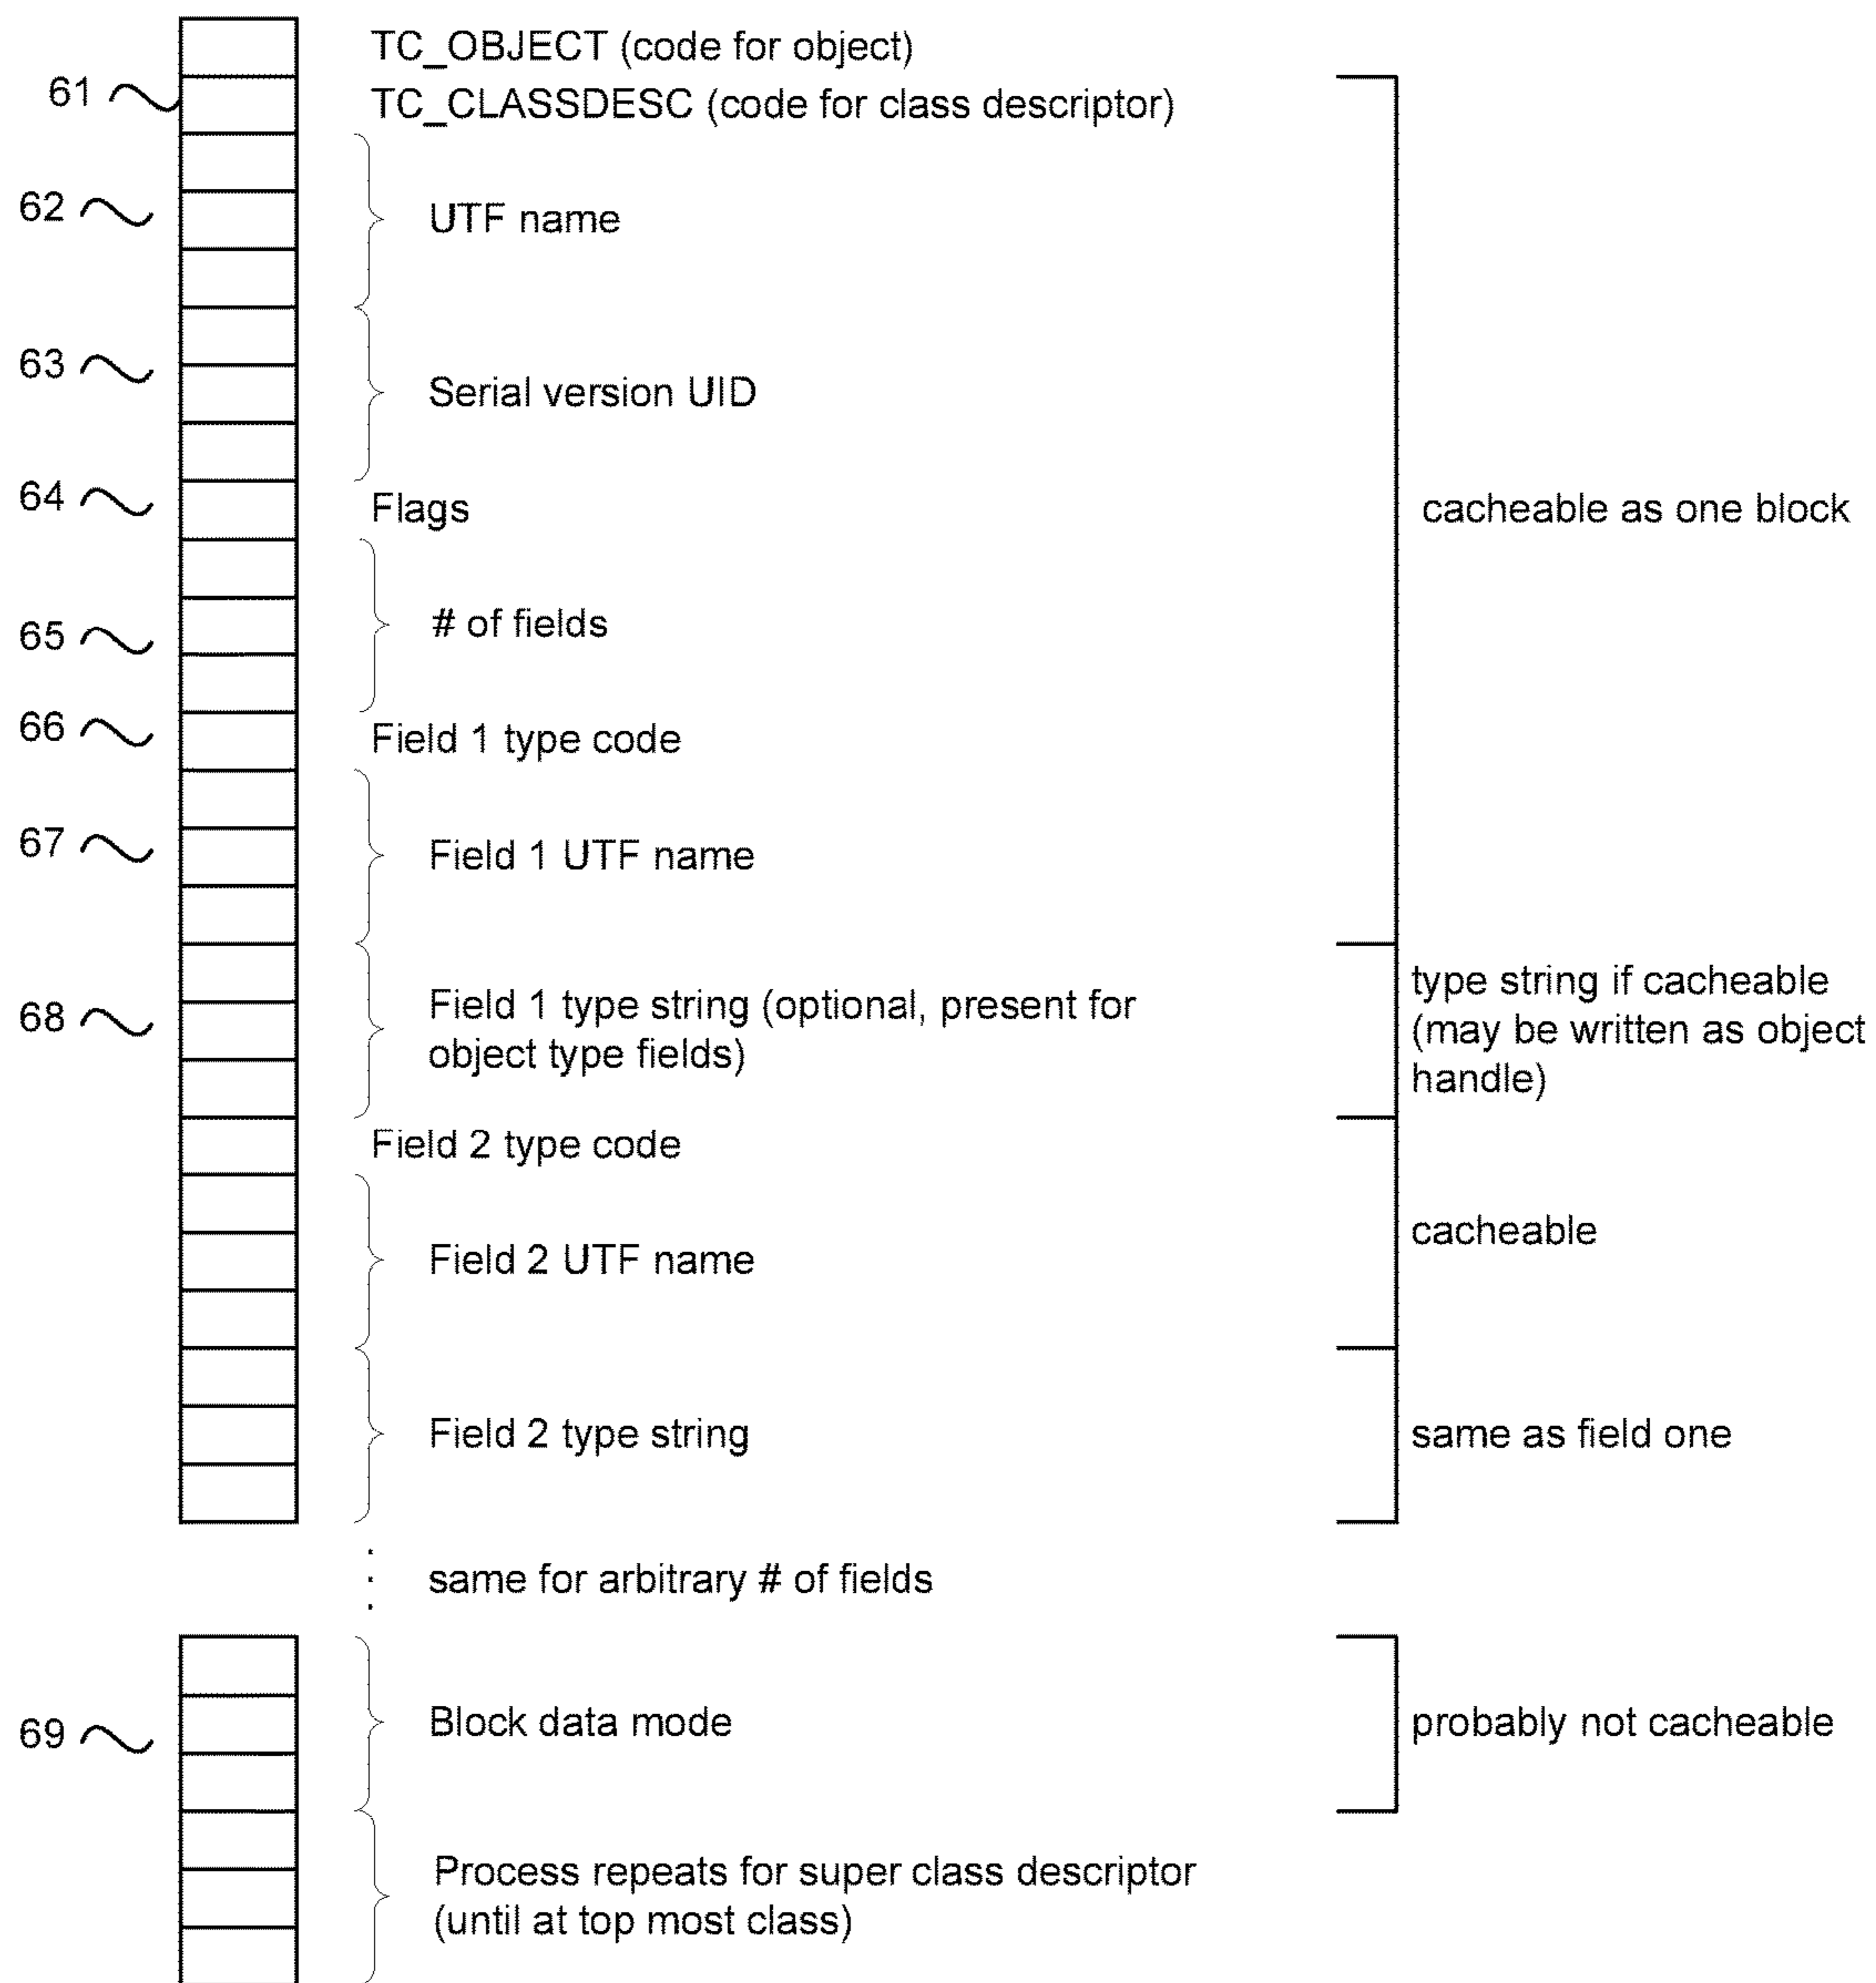 TC_OBJECT (code for object)
61
TC_CLASSDESC (code for class descriptor)
62
UTF name
63
Serial version UID
64
Flags
cacheable as one block
65
# of fields
66
Field 1 type code
67
Field 1 UTF name
68
Field 1 type string (optional, present for
object type fields)
type string if cacheable
(may be written as object
handle)
Field 2 type code
Field 2 UTF name
cacheable
Field 2 type string
same as field one
same for arbitrary # of fields
69
Block data mode
probably not cacheable
Process repeats for super class descriptor
(until at top most class)